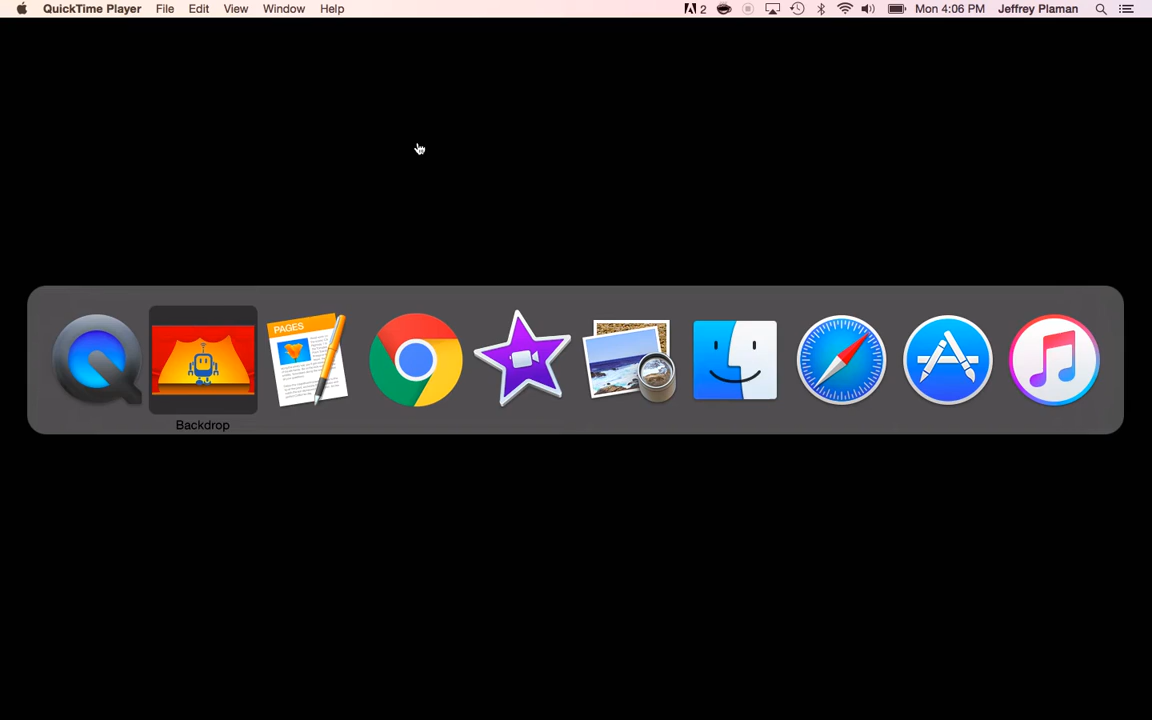 QuickTime Player File Edit View Window Help 2 Mon 4:06 PM Jeffrey Plaman
PAGES
Backdrop